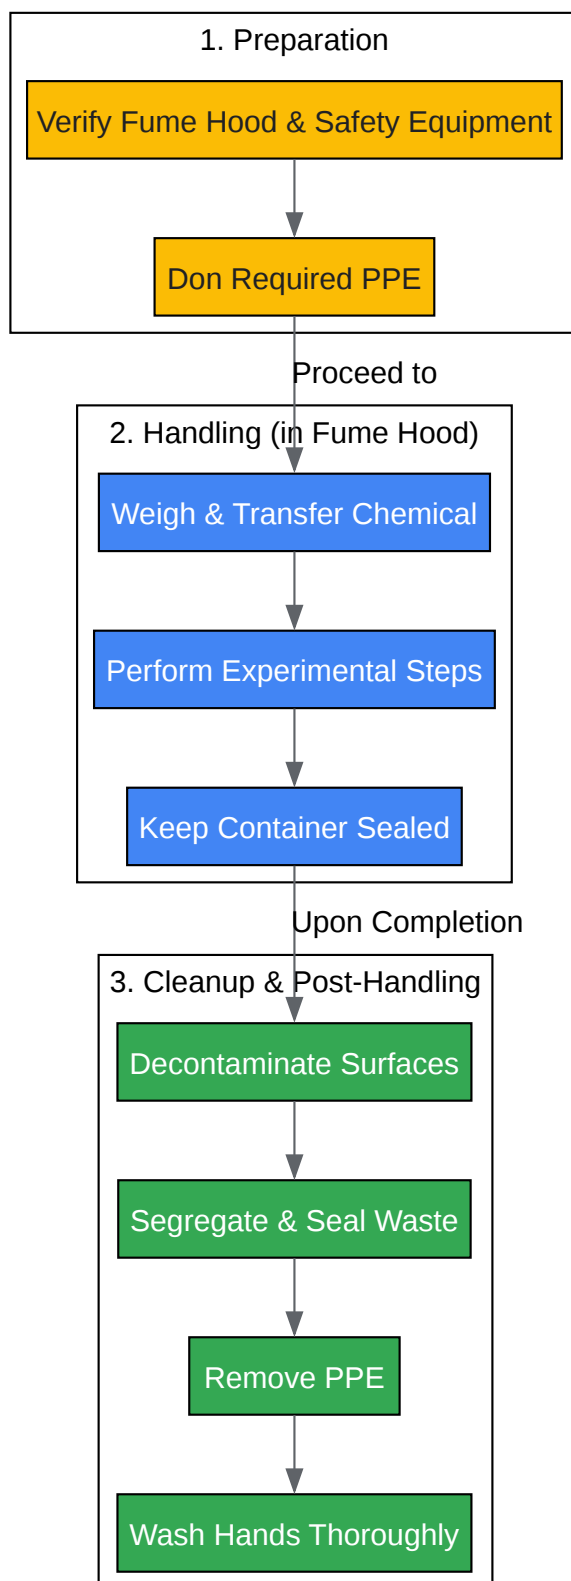 1. Preparation
Verify Fume Hood & Safety Equipment
Don Required PPE
Proceed to
2. Handling (in Fume Hood)
Weigh & Transfer Chemical
Perform Experimental Steps
Keep Container Sealed
Upon Completion
3. Cleanup & Post-Handling
Decontaminate Surfaces
Segregate & Seal Waste
Remove PPE
Wash Hands Thoroughly